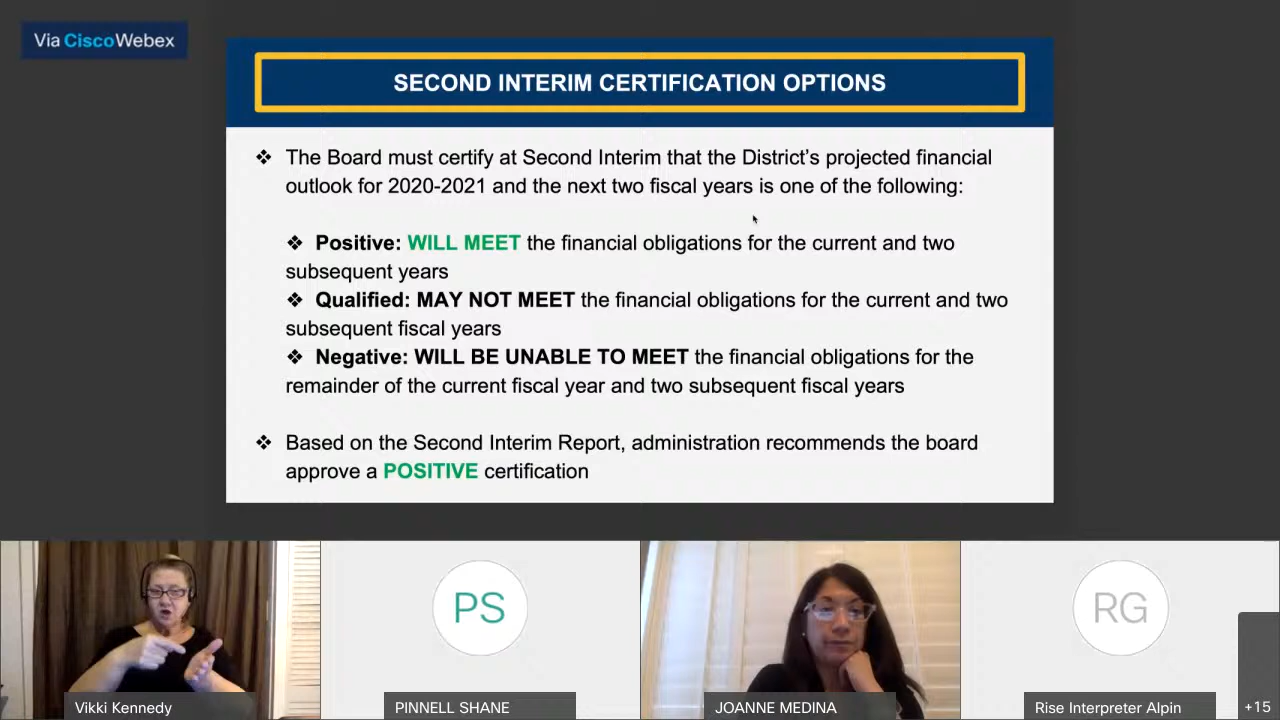 Via CiscoWebex
SECOND INTERIM CERTIFICATION OPTIONS
❖ The Board must certify at Second Interim that the District's projected financial
outlook for 2020-2021 and the next two fiscal years is one of the following:
❖ Positive: WILL MEET the financial obligations for the current and two
subsequent years
❖ Qualified: MAY NOT MEET the financial obligations for the current and two
subsequent fiscal years
❖ Negative: WILL BE UNABLE TO MEET the financial obligations for the
remainder of the current fiscal year and two subsequent fiscal years
❖ Based on the Second Interim Report, administration recommends the board
approve a POSITIVE certification
PS
RG
Vikki Kennedy
PINNELL SHANE
JOANNE MEDINA
Rise Interpreter Alpin
+15